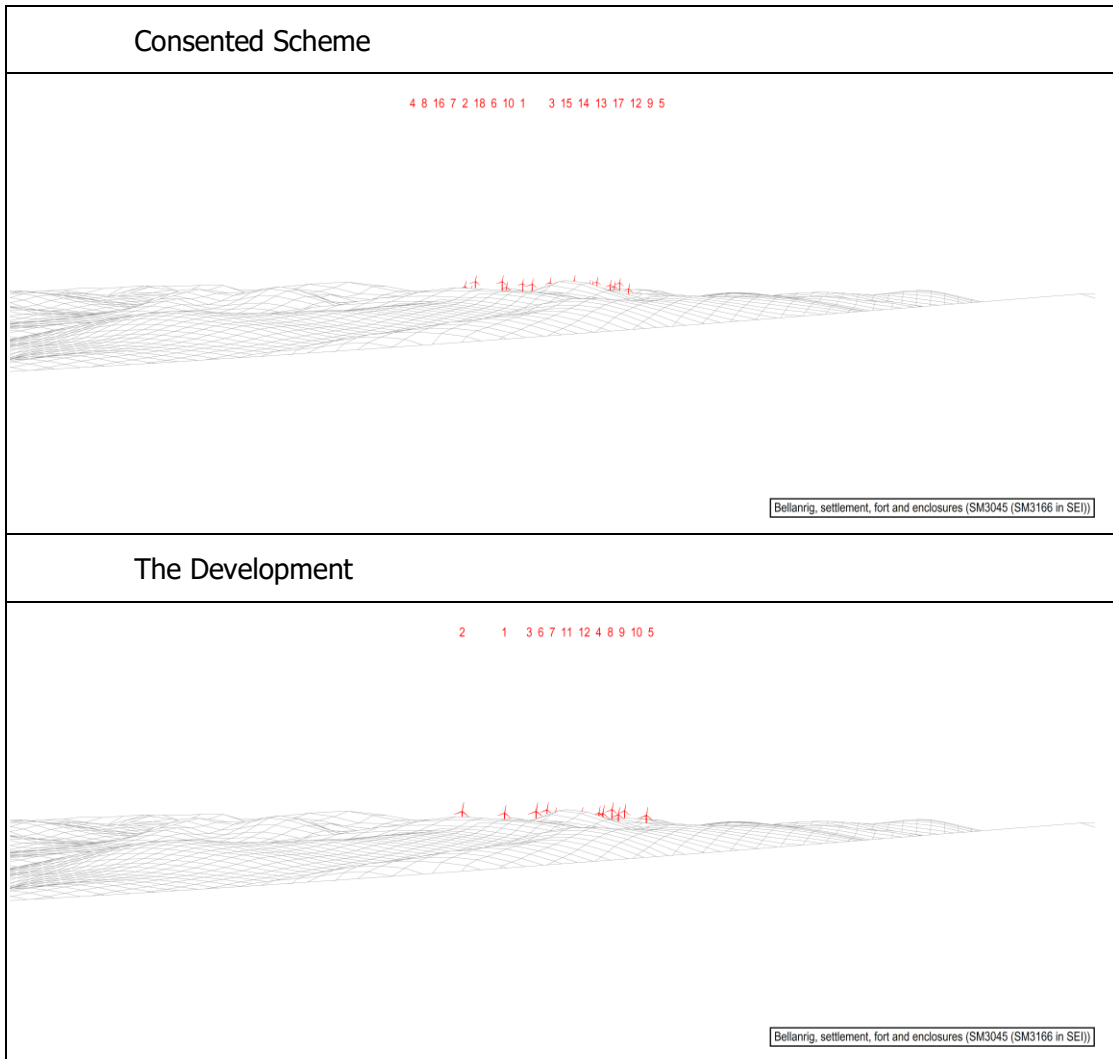 Consented Scheme
4 8 16 7 2 18 6 10 1 3 15 14 13 17 12 9 5
Bellanrig, settlement, fort and enclosures (SM3045 (SM3166 in SEI))
The Development
2 1 3 6 7 11 12 4 8 9 10 5
Bellanrig, settlement, fort and enclosures (SM3045 (SM3166 in SEI))